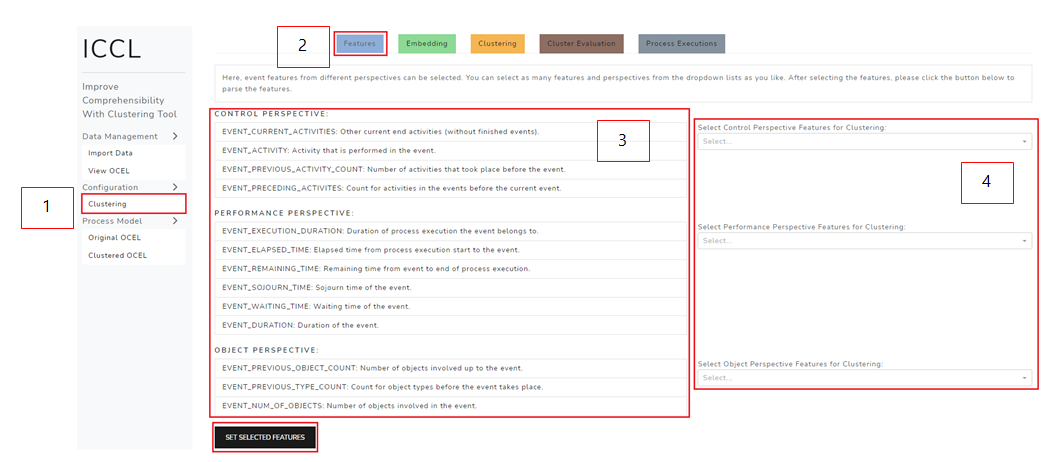 ICCL
Improve
Comprehensibility
With Clustering Tool
Data Management
Import Data
View OCEL
Configuration
Clustering
Process Model
Original OCEL
Clustered OCEL
1
2
Features
Embedding
Clustering
Cluster Evaluation
Process Executions
Here, event features from different perspectives can be selected. You can select as many features and perspectives from the dropdown lists as you like. After selecting the features, please click the button below to
parse the features.
CONTROL PERSPECTIVE:
EVENT_CURRENT_ACTIVITIES: Other current end activities (without finished events).
EVENT_ACTIVITY: Activity that is performed in the event.
EVENT_PREVIOUS_ACTIVITY_COUNT: Number of activities that took place before the event.
EVENT_PRECEDING_ACTIVITES: Count for activities in the events before the current event.
3
PERFORMANCE PERSPECTIVE:
EVENT_EXECUTION_DURATION: Duration of process execution the event belongs to.
EVENT_ELAPSED_TIME: Elapsed time from process execution start to the event.
EVENT_REMAINING_TIME: Remaining time from event to end of process execution.
EVENT_SOJOURN_TIME: Sojourn time of the event.
EVENT_WAITING_TIME: Waiting time of the event.
EVENT_DURATION: Duration of the event.
OBJECT PERSPECTIVE:
EVENT_PREVIOUS_OBJECT_COUNT: Number of objects involved up to the event.
EVENT_PREVIOUS_TYPE_COUNT: Count for object types before the event takes place.
EVENT_NUM_OF_OBJECTS: Number of objects involved in the event.
SET SELECTED FEATURES
Select Control Perspective Features for Clustering:
Select...
4
Select Performance Perspective Features for Clustering:
Select...
Select Object Perspective Features for Clustering:
Select...